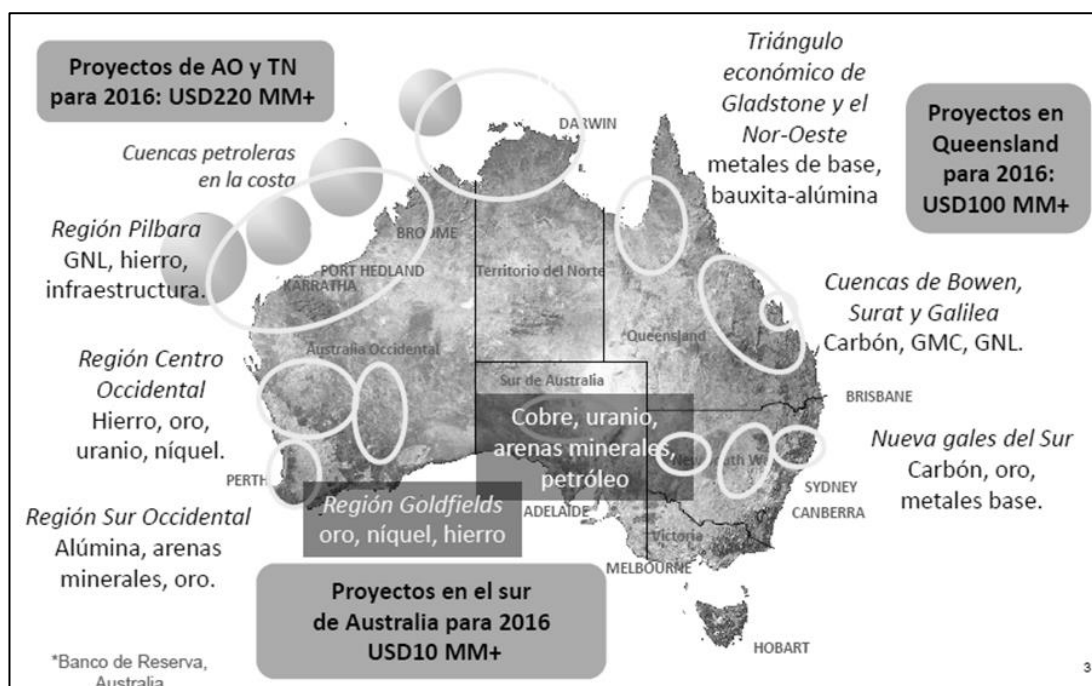 Proyectos de AO y TN
para 2016: USD220 MM+
Triángulo
económico de
Gladstone y el
Nor-Oeste
metales de base,
bauxita-alúmina
Proyectos en
Queensland
para 2016:
USD100 MM+
DARWIN
Cuencas petroleras
en la costa
Región Pilbara
GNL, hierro,
infraestructura.
BROOME
PORT HEDLAND
KARRATHA
Territorio del Norte
Cuencas de Bowen,
Surat y Galilea
Carbón, GMC, GNL.
Queensland
Australia Occidental
Región Centro
Occidental
Hierro, oro,
uranio, níquel.
Sur de Australia
Cobre, uranio,
arenas minerales,
petróleo
BRISBANE
Nueva gales del Sur
Carbón, oro,
metales base.
PERTH
SYDNEY
CANBERRA
Región Sur Occidental
Alúmina, arenas
minerales, oro.
Región Goldfields
oro, níquel, hierro
ADELAIDE
Victoria
MELBOURNE
Proyectos en el sur
de Australia para 2016
USD10 MM+
HOBART
*Banco de Reserva,
Australia
3